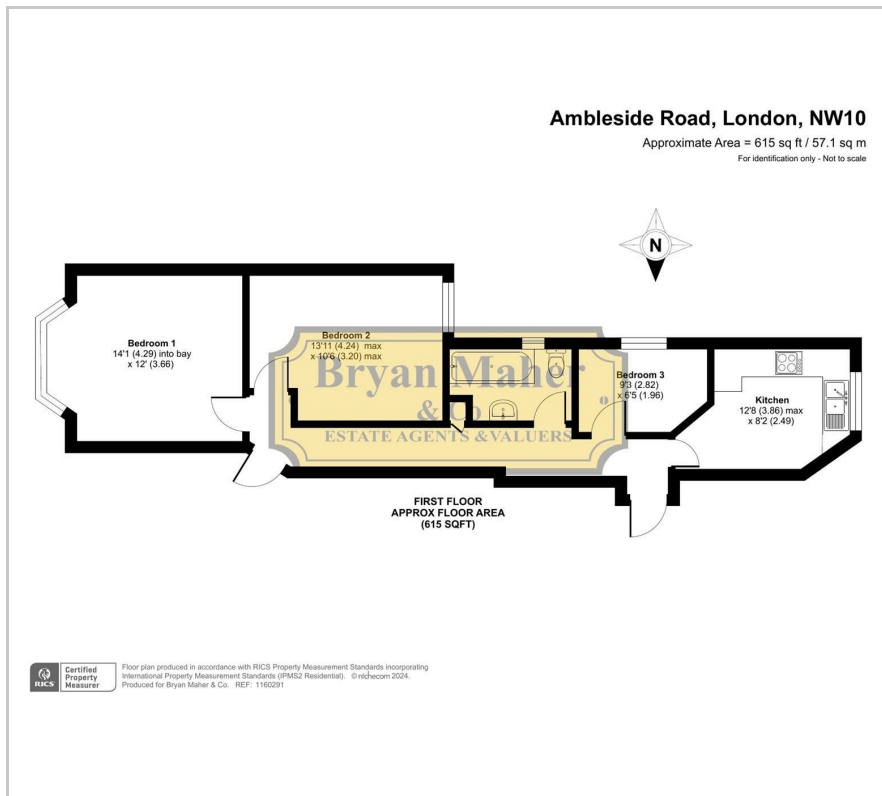 Ambleside Road, London, NW10
Approximate Area = 615 sq ft / 57.1 sq m
For identification only - Not to scale
N
Bedroom 1
14'1 (4.29) into bay
x 12' (3.66)
Bedroom 2
13'11 (4.24) max
x 10'6 (3.20) max
Bedroom 3
9'3 (2.82)
x 6'5 (1.96)
Kitchen
12'8 (3.86) max
x 8'2 (2.49)
Bryan Maher
& Co
ESTATE AGENTS & VALUERS
FIRST FLOOR
APPROX FLOOR AREA
(615 SQFT)
RICS
Certified
Property
Measurer
Floor plan produced in accordance with RICS Property Measurement Standards incorporating
International Property Measurement Standards (IPMS2 Residential). © nichecom 2024.
Produced for Bryan Maher & Co. REF: 1160291